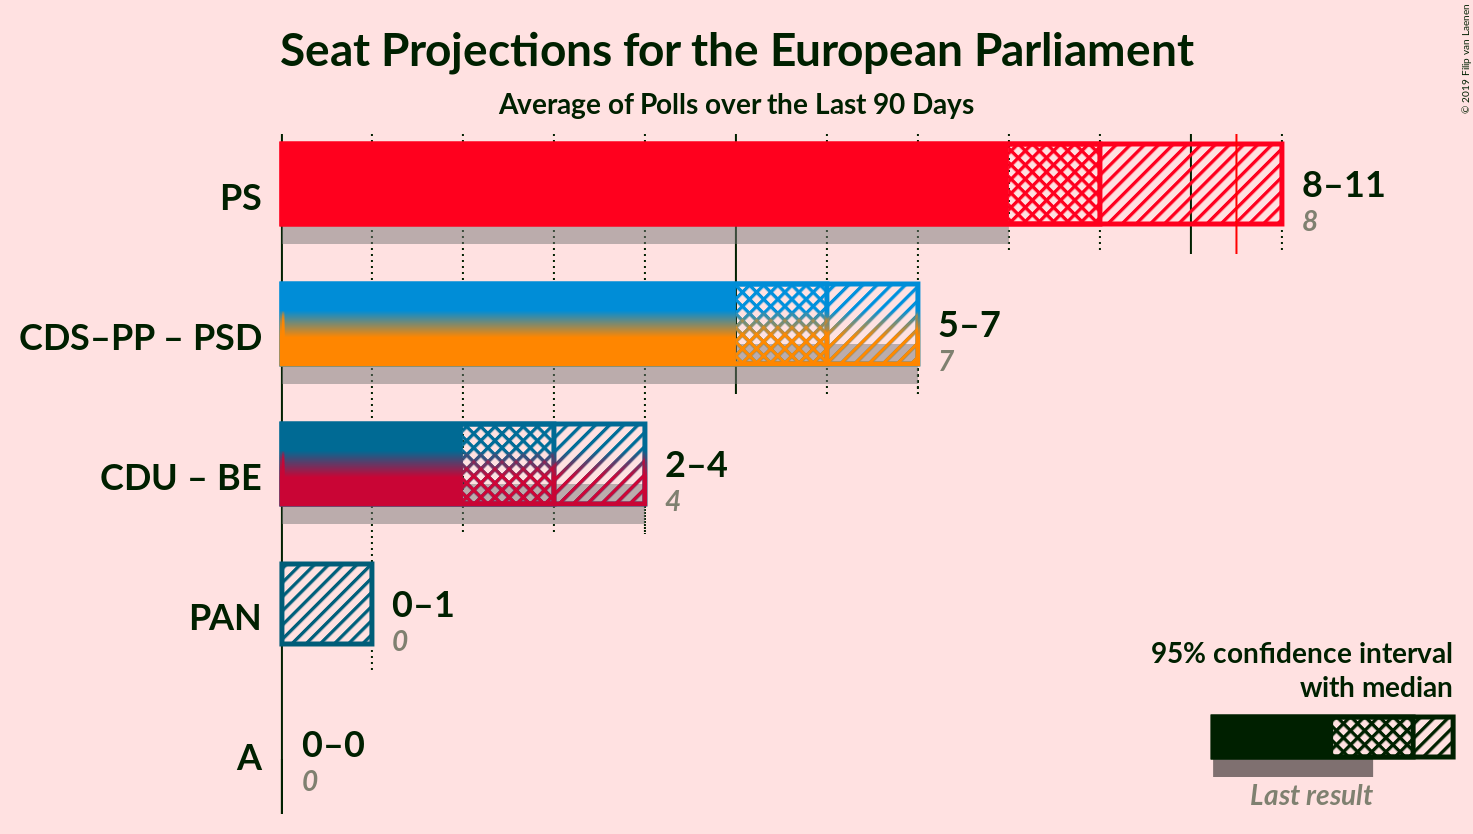 Seat Projections for the European Parliament
Average of Polls over the Last 90 Days
© 2019 Filip van Laenen
PS
8–11
8
CDS–PP – PSD
5–7
7
CDU – BE
2–4
4
PAN
0–1
0
A
0–0
0
95% confidence interval
with median
Last result